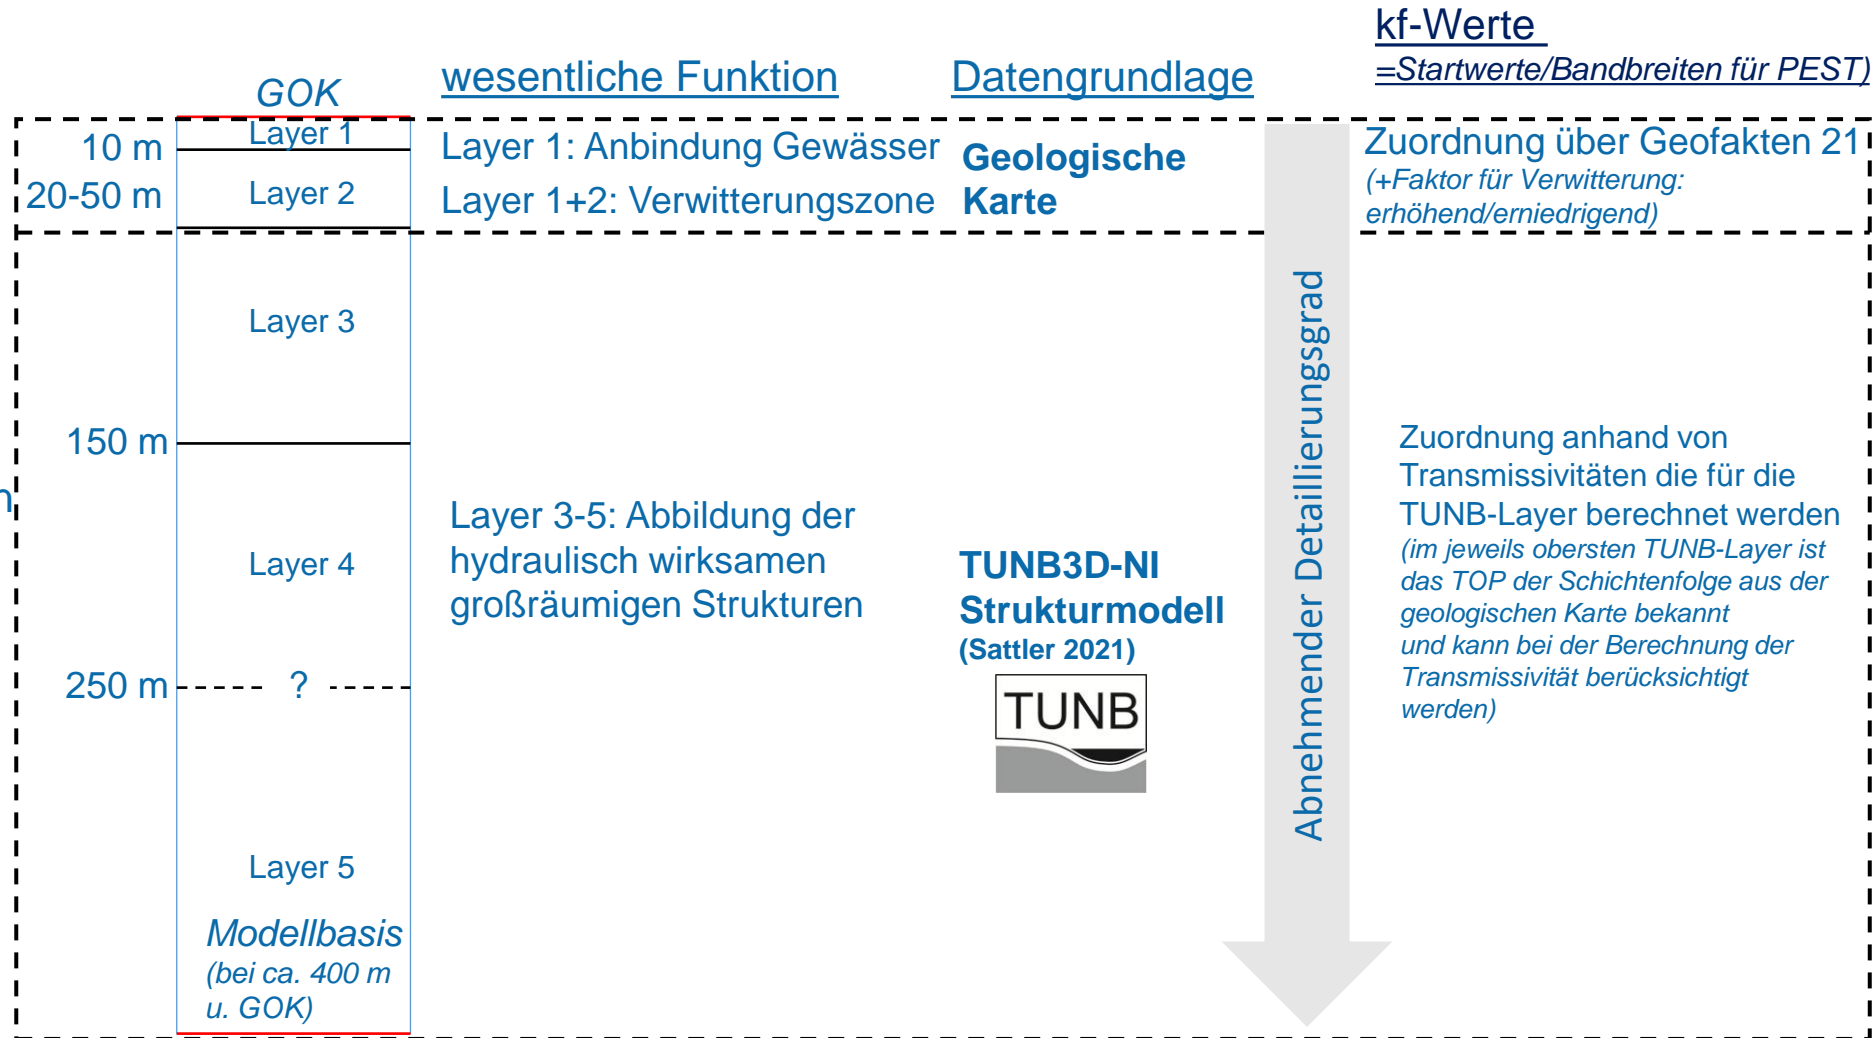 kf-Werte
=Startwerte/Bandbreiten für PEST)
GOK
wesentliche Funktion
Datengrundlage
Layer 1
10 m
20-50 m
Layer 2
Layer 1: Anbindung Gewässer
Layer 1+2: Verwitterungszone
Geologische
Karte
Zuordnung über Geofakten 21
(+Faktor für Verwitterung:
erhöhend/erniedrigend)
Layer 3
150 m
Layer 4
250 m
?
Layer 5
Modellbasis
(bei ca. 400 m
u. GOK)
Layer 3-5: Abbildung der
hydraulisch wirksamen
großräumigen Strukturen
TUNB3D-NI
Strukturmodell
(Sattler 2021)
TUNB
Abnehmender Detaillierungsgrad
Zuordnung anhand von
Transmissivitäten die für die
TUNB-Layer berechnet werden
(im jeweils obersten TUNB-Layer ist
das TOP der Schichtenfolge aus der
geologischen Karte bekannt
und kann bei der Berechnung der
Transmissivität berücksichtigt
werden)